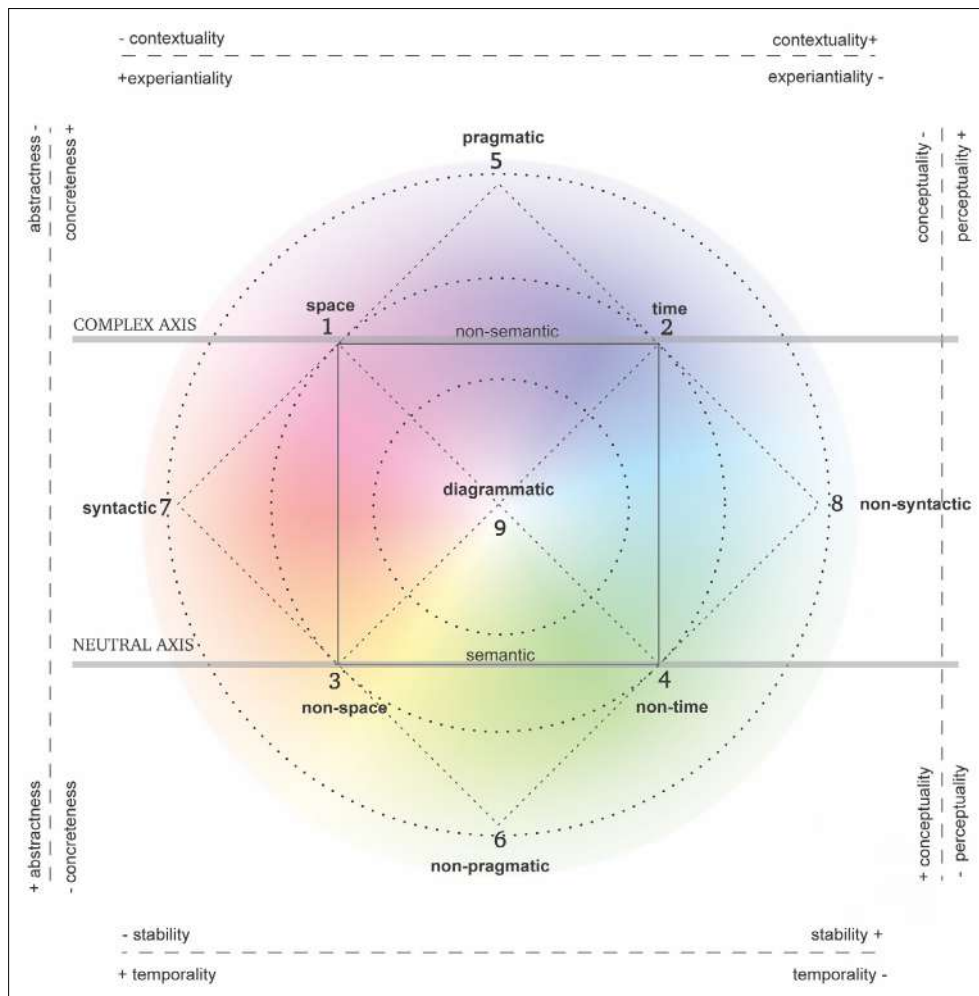 - contextuality
contextuality+
+experiantiality
experiantiality -
abstractness -
concreteness +
conceptuality -
perceptuality +
pragmatic
5
space
time
COMPLEX AXIS
1
non-semantic
2
diagrammatic
syntactic 7
8 non-syntactic
9
NEUTRAL AXIS
semantic
3
4
non-space
non-time
6
non-pragmatic
+ abstractness
- concreteness
+ conceptuality
- perceptuality
- stability
stability +
+ temporality
temporality -